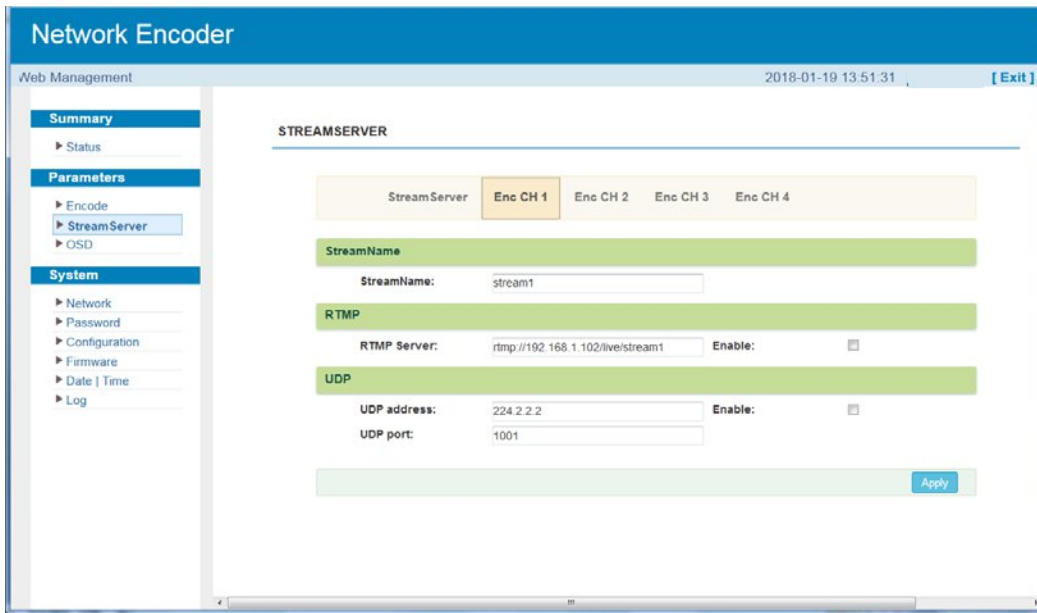 Network Encoder
Web Management
2018-01-19 13:51:31
[ Exit ]
Summary
Status
Parameters
Encode
StreamServer
OSD
System
Network
Password
Configuration
Firmware
Date | Time
Log
STREAMSERVER
StreamServer Enc CH 1 Enc CH 2 Enc CH 3 Enc CH 4
StreamName
StreamName: stream1
RTMP
RTMP Server: rtmp://192.168.1.102/live/stream1 Enable:
UDP
UDP address: 224.2.2.2 Enable:
UDP port: 1001
Apply